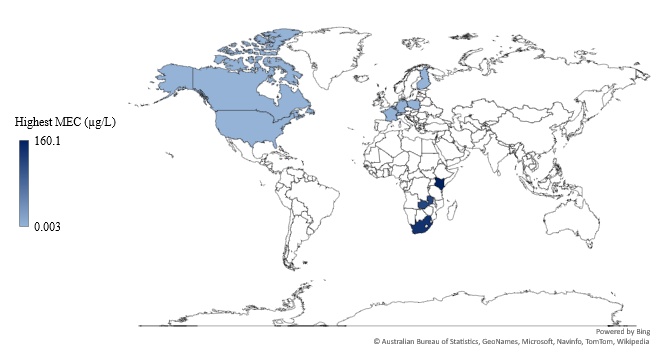 Highest MEC (µg/L)
160.1
0.003
Powered by Bing
© Australian Bureau of Statistics, GeoNames, Microsoft, Navinfo, TomTom, Wikipedia